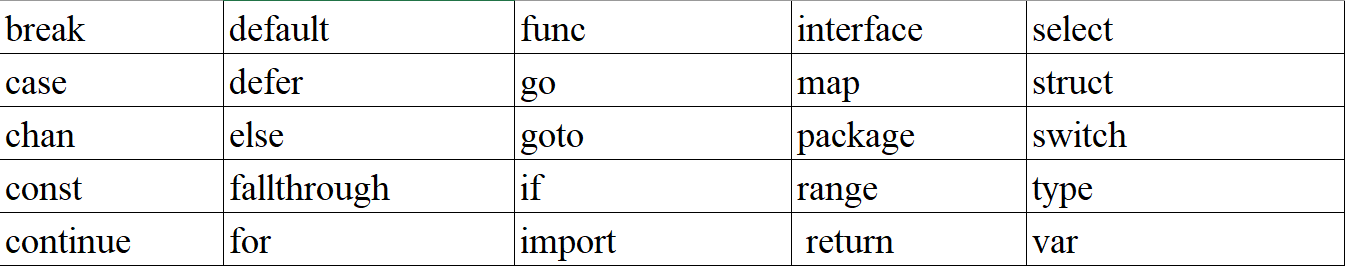 break default func interface select
case defer go map struct
chan else goto package switch
const fallthrough if range type
continue for import return var